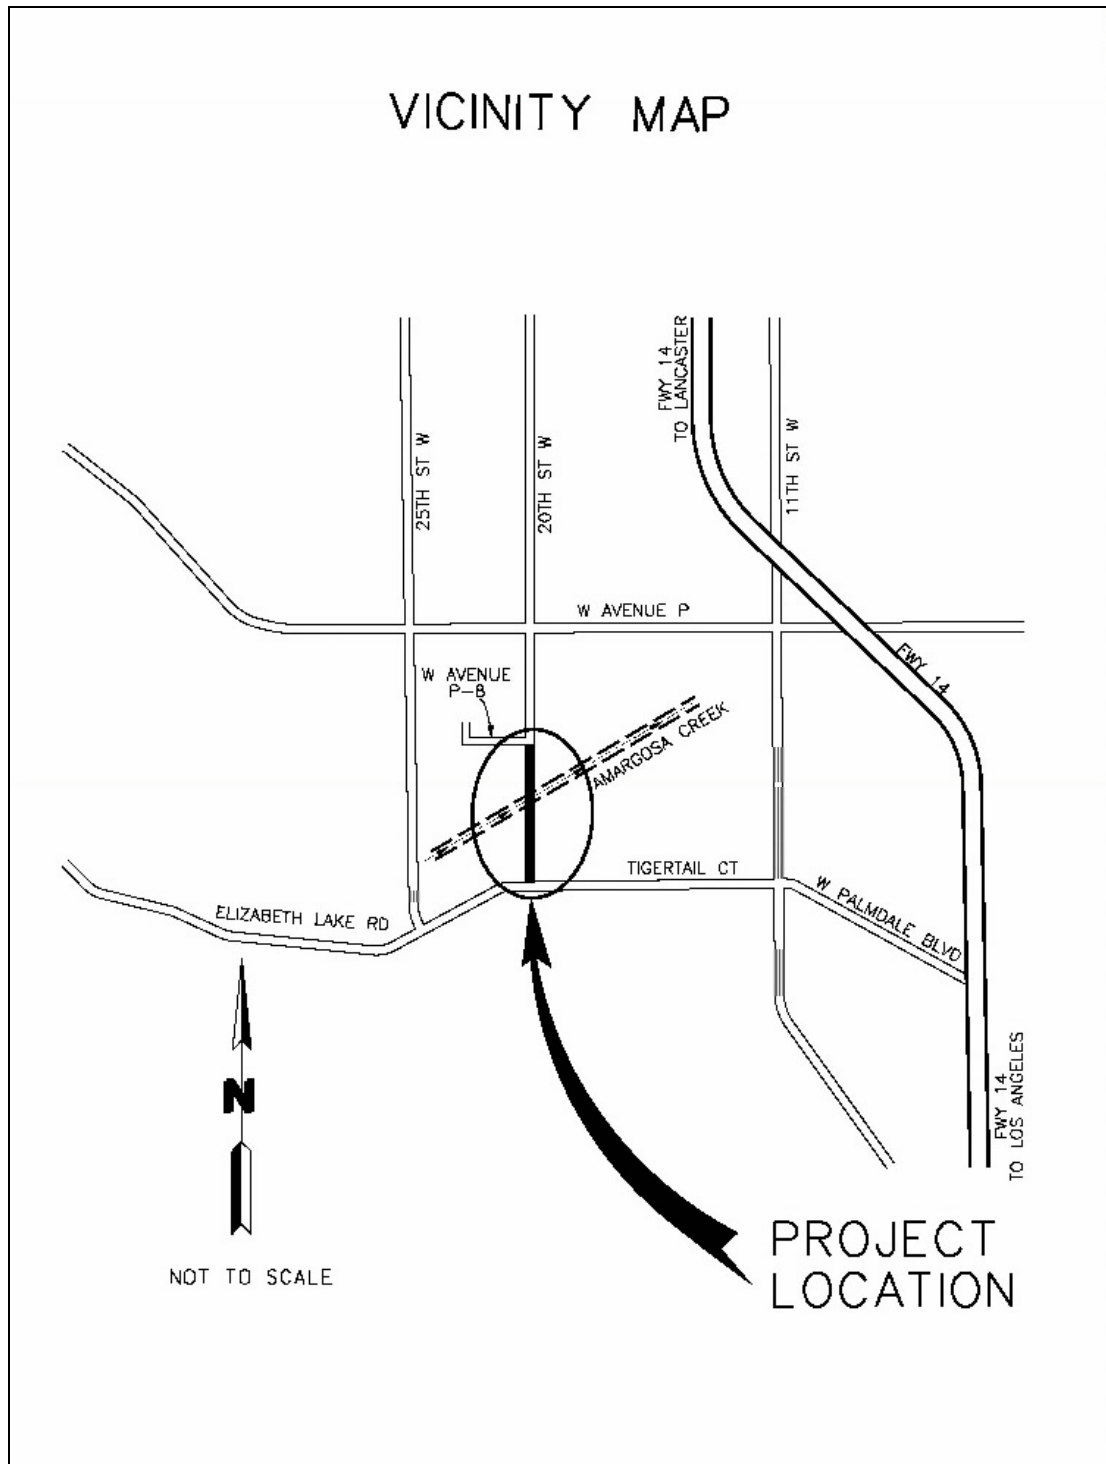 VICINITY MAP
FWY 14
TO LANCASTER
25TH ST W
20TH ST W
11TH ST W
W AVENUE P
FWY 14
W AVENUE
P-8
AMARGOSA CREEK
TIGERTAIL CT
W PALMDALE BLVD
ELIZABETH LAKE RD
N
NOT TO SCALE
FWY 14
TO LOS ANGELES
PROJECT
LOCATION